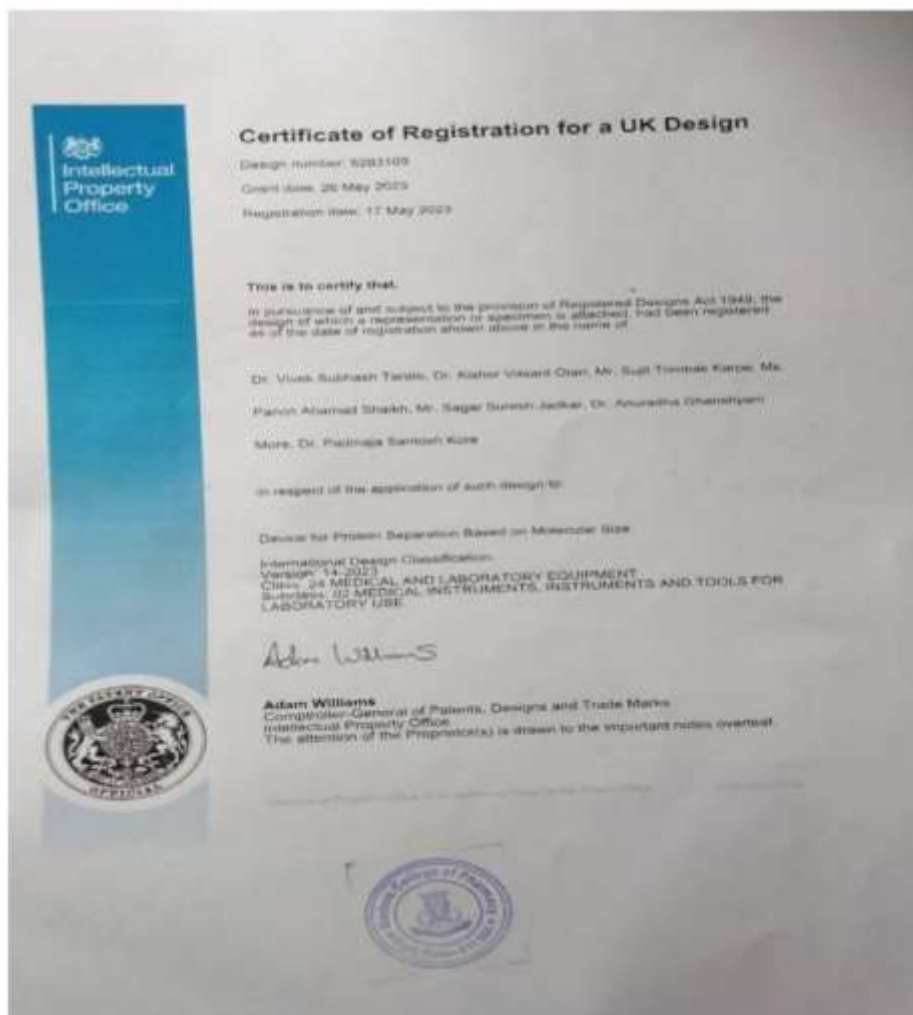 Intellectual
Property
Office
Certificate of Registration for a UK Design
Design number: 6283109
Grant date: 26 May 2023
Registration date: 17 May 2023
This is to certify that,
in pursuance of and subject to the provision of Registered Designs Act 1949, the
design of which a representation or specimen is attached, had been registered
as of the date of registration shown above in the name of
Dr. Vivek Subhash Dr. Kishor Vasant Otari, Mr. Sujit Karpe, Ms.
Parvin Ahamad Shaikh, Mr. Sagar Suresh Jadkar, Dr. Anuradha Ghanshyam
More, Dr. Padmaja Santosh Kore
in respect of the application of such design to:
Device for Protein Separation Based on Molecular Size
International Design Classification:
Version: 14-2023
Class: 24 MEDICAL AND LABORATORY EQUIPMENT
Subclass: 02 MEDICAL INSTRUMENTS, INSTRUMENTS AND TOOLS FOR
LABORATORY USE
Adam Williams
Adam Williams
Comptroller-General of Patents, Designs and Trade Marks
Intellectual Property Office
The attention of the Proprietor(s) is drawn to the important notes overleaf.
THE PATENT OFFICE
OFFICIAL
College of Pharmacy